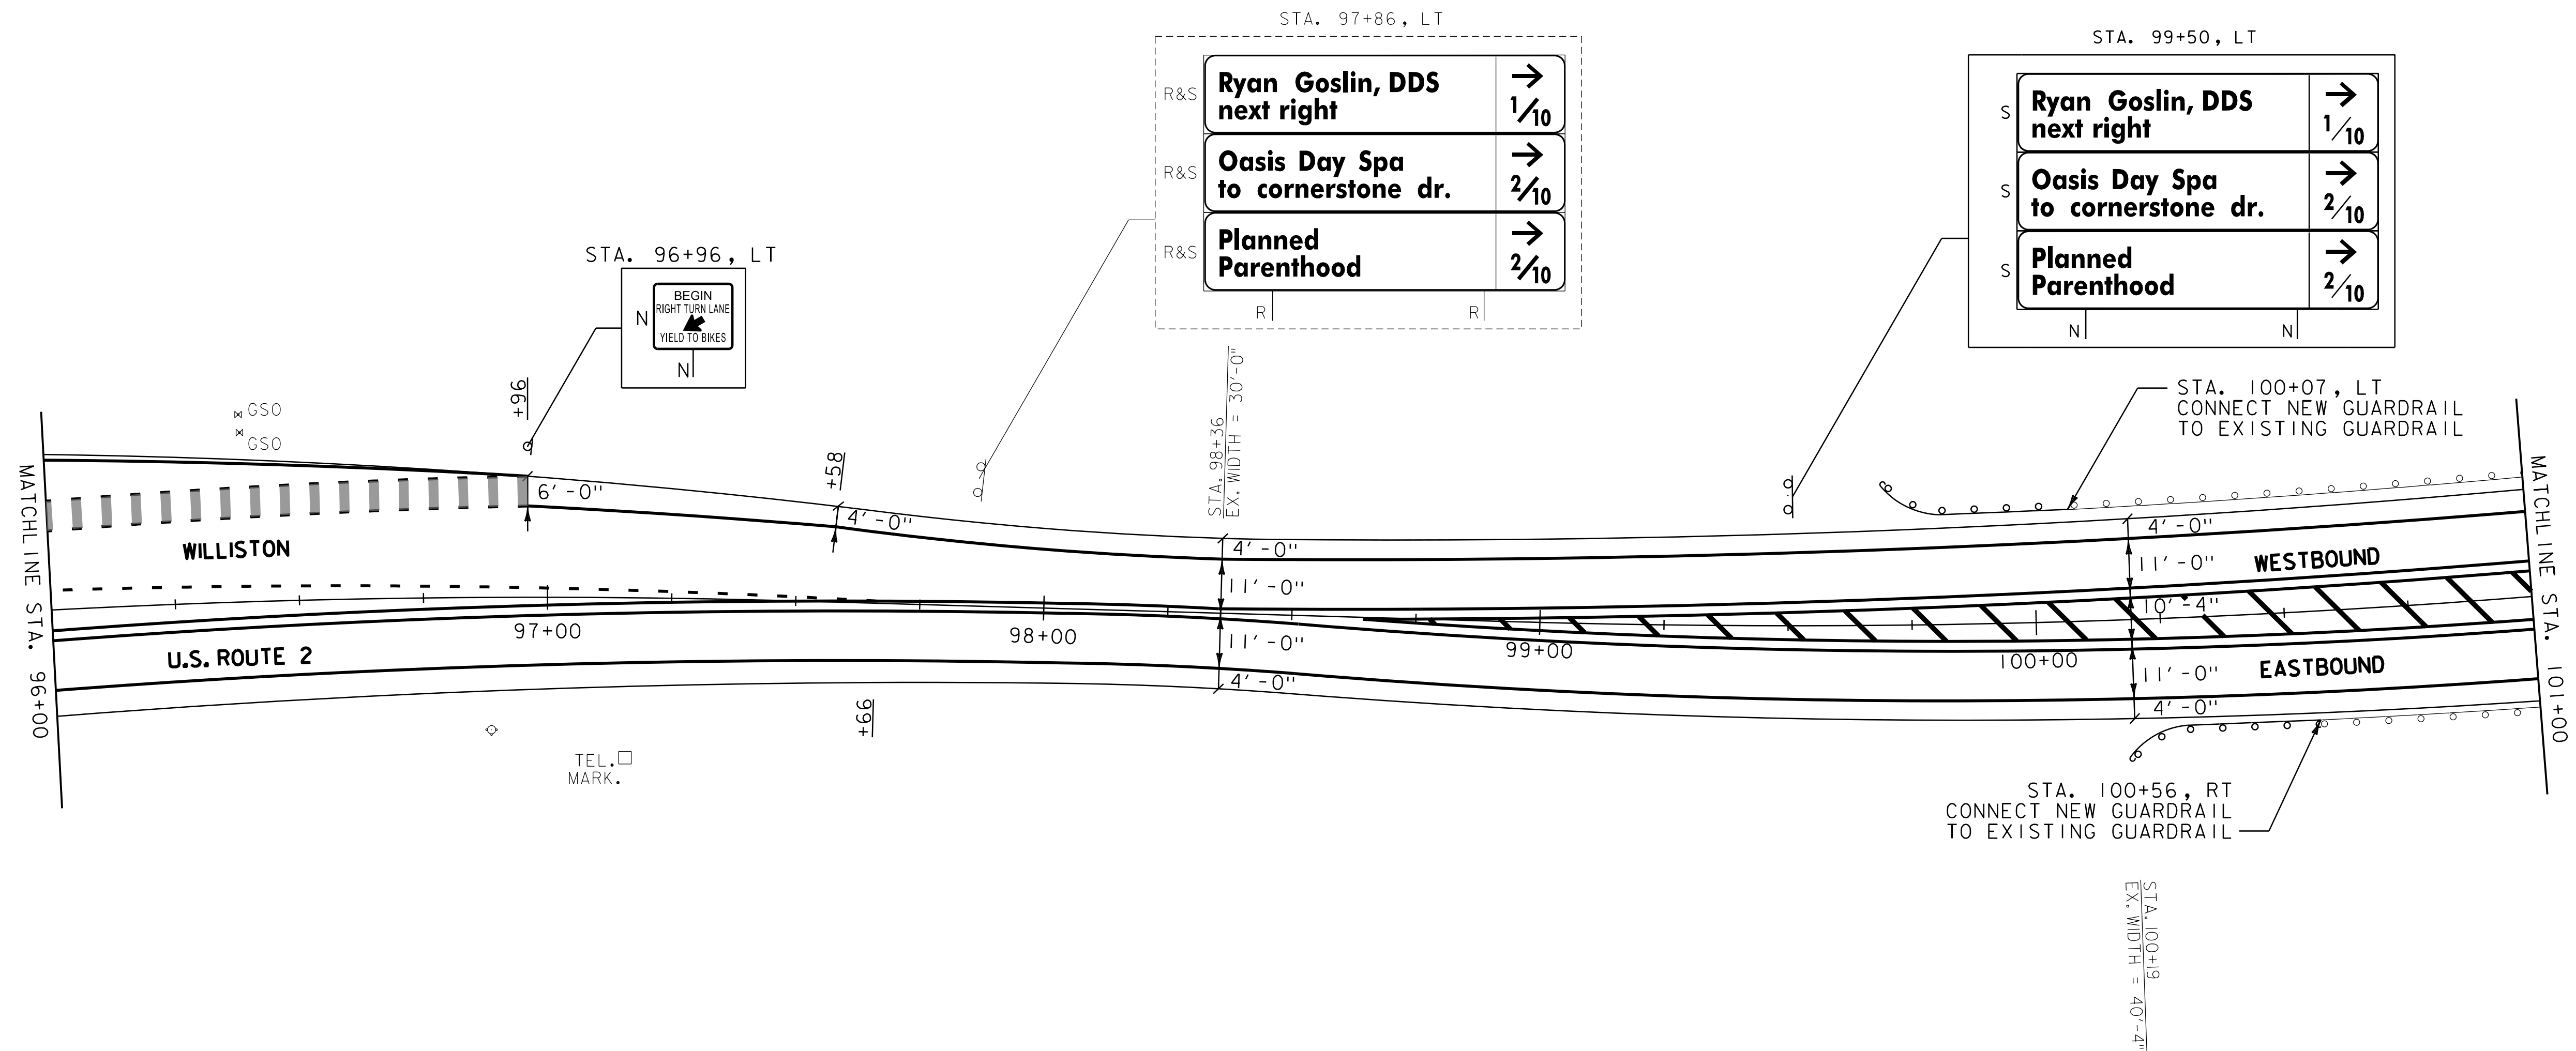 STA. 97+86, LT
R&S
Ryan Goslin, DDS
next right
1/10
R&S
Oasis Day Spa
to cornerstone dr.
2/10
R&S
Planned
Parenthood
2/10
R
R
STA. 99+50, LT
S
Ryan Goslin, DDS
next right
1/10
S
Oasis Day Spa
to cornerstone dr.
2/10
S
Planned
Parenthood
2/10
N
N
STA. 96+96, LT
N
BEGIN
RIGHT TURN LANE
YIELD TO BIKES
N
GSO
GSO
+96
+58
STA. 98+36
EX. WIDTH = 30'-0"
STA. 100+07, LT
CONNECT NEW GUARDRAIL
TO EXISTING GUARDRAIL
MATCHLINE STA. 96+00
MATCHLINE STA. 101+00
6'-0"
4'-0"
4'-0"
11'-0"
11'-0"
4'-0"
4'-0"
11'-0"
10'-4"
11'-0"
4'-0"
WILLISTON
WESTBOUND
97+00
98+00
99+00
100+00
U.S. ROUTE 2
EASTBOUND
+66
TEL.
MARK.
STA. 100+56, RT
CONNECT NEW GUARDRAIL
TO EXISTING GUARDRAIL
STA. 100+19
EX. WIDTH = 40'-4"